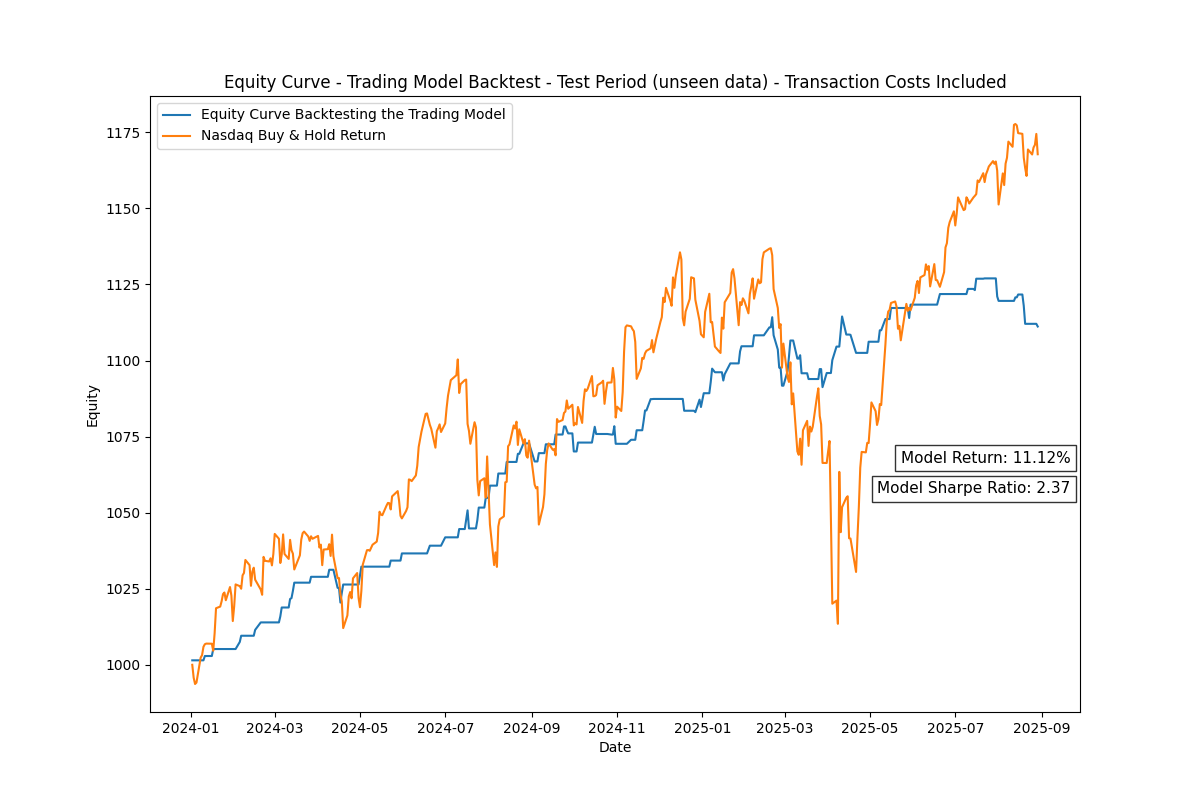 Equity Curve - Trading Model Backtest - Test Period (unseen data) - Transaction Costs Included
Equity Curve Backtesting the Trading Model
Nasdaq Buy & Hold Return
1175
1150
1125
1100
1075
1050
1025
1000
Equity
Model Return: 11.12%
Model Sharpe Ratio: 2.37
2024-01 2024-03 2024-05 2024-07 2024-09 2024-11 2025-01 2025-03 2025-05 2025-07 2025-09
Date